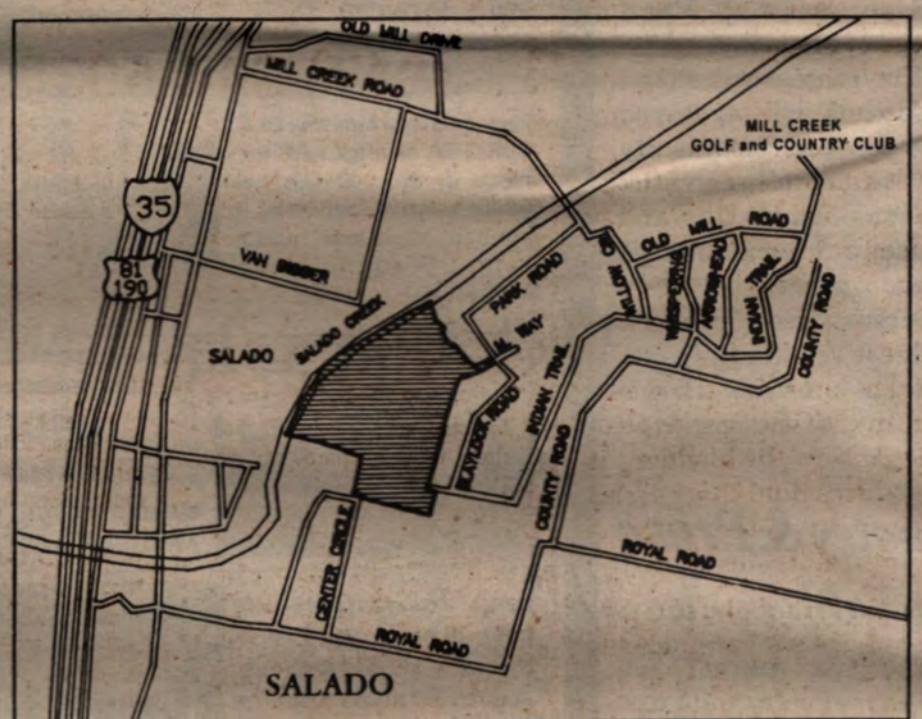 OLD MILL DRIVE
MILL CREEK ROAD
MILL CREEK
GOLF and COUNTRY CLUB
35
81
190
VAN BIBBER
SALADO
SALADO CREEK
PARK ROAD
WAY
WILLOW
OLD MILL ROAD
WHISPERING
ARROWHEAD
INDIAN TRAIL
COUNTY ROAD
BLAYLOCK ROAD
INDIAN TRAIL
COUNTY ROAD
CENTER CIRCLE
ROYAL ROAD
ROYAL ROAD
SALADO